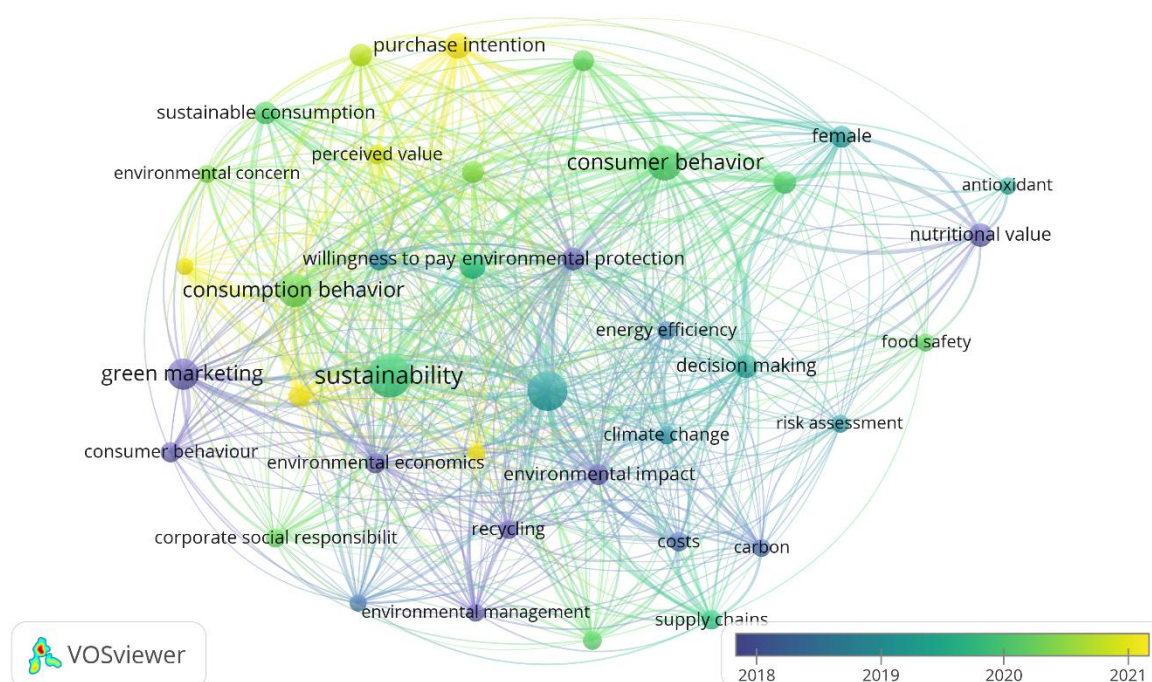 purchase intention
sustainable consumption
female
perceived value
consumer behavior
environmental concern
antioxidant
nutritional value
willingness to pay
environmental protection
consumption behavior
energy efficiency
food safety
green marketing
sustainability
decision making
risk assessment
climate change
consumer behaviour
environmental economics
environmental impact
recycling
corporate social responsibilit
costs
carbon
environmental management
supply chains
VOSviewer
2018 2019 2020 2021